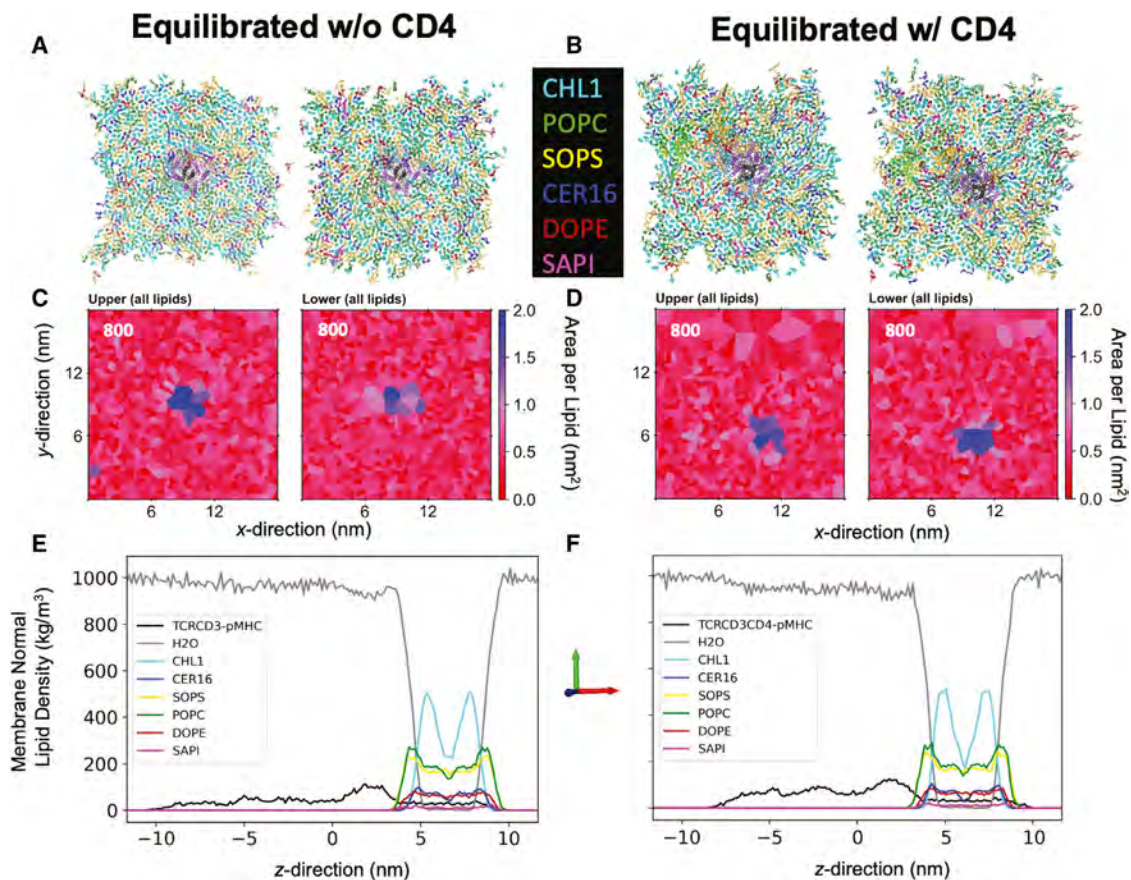 Equilibrated w/o CD4
Equilibrated w/ CD4
A
B
CHL1
POPC
SOPS
CER16
DOPE
SAPI
C
Upper (all lipids)
Lower (all lipids)
800
2.0
1.5
1.0
0.5
0.0
Area per Lipid (nm²)
y-direction (nm)
12
6
6
12
6
12
x-direction (nm)
D
Upper (all lipids)
Lower (all lipids)
800
800
2.0
1.5
1.0
0.5
0.0
Area per Lipid (nm²)
6
12
6
12
12
6
x-direction (nm)
E
Membrane Normal
Lipid Density (kg/m³)
1000
800
600
400
200
0
TCRCD3-pMHC
H2O
CHL1
CER16
SOPS
POPC
DOPE
SAPI
−10
−5
0
5
10
z-direction (nm)
F
TCRCD3CD4-pMHC
H2O
CHL1
CER16
SOPS
POPC
DOPE
SAPI
−10
−5
0
5
10
z-direction (nm)